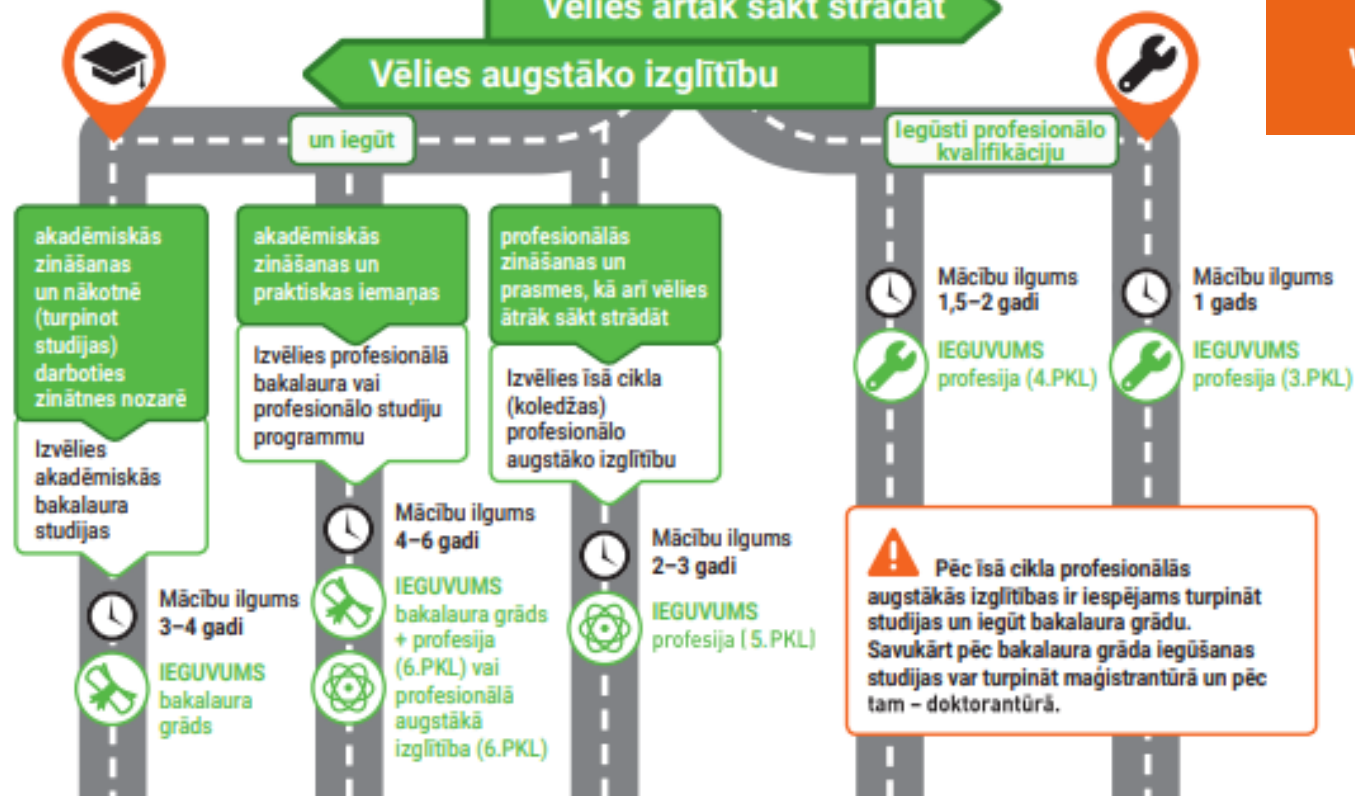 Vēlies ārtāk sākt strādāt
Vēlies augstāko izglītību
un iegūt
Iegūsti profesionālo
kvalifikāciju
akadēmiskās
zināšanas
un nākotnē
(turpinot
studijas)
darboties
zinātnes nozarē
Izvēlies
akadēmiskās
bakalaura
studijas
Mācību ilgums
3–4 gadi
IEGUVUMS
bakalaura
grāds
akadēmiskās
zināšanas un
praktiskas iemaņas
Izvēlies profesionālā
bakalaura vai
profesionālo studiju
programmu
Mācību ilgums
4–6 gadi
IEGUVUMS
bakalaura grāds
+ profesija
(6.PKL) vai
profesionālā
augstākā
izglītība (6.PKL)
profesionālās
zināšanas un
prasmes, kā arī vēlies
ātrāk sākt strādāt
Izvēlies īsā cikla
(koledžas)
profesionālo
augstāko izglītību
Mācību ilgums
2–3 gadi
IEGUVUMS
profesija (5.PKL)
Mācību ilgums
1,5–2 gadi
IEGUVUMS
profesija (4.PKL)
Mācību ilgums
1 gads
IEGUVUMS
profesija (3.PKL)
Pēc īsā cikla profesionālās
augstākās izglītības ir iespējams turpināt
studijas un iegūt bakalaura grādu.
Savukārt pēc bakalaura grāda iegūšanas
studijas var turpināt maģistrantūrā un pēc
tam – doktorantūrā.